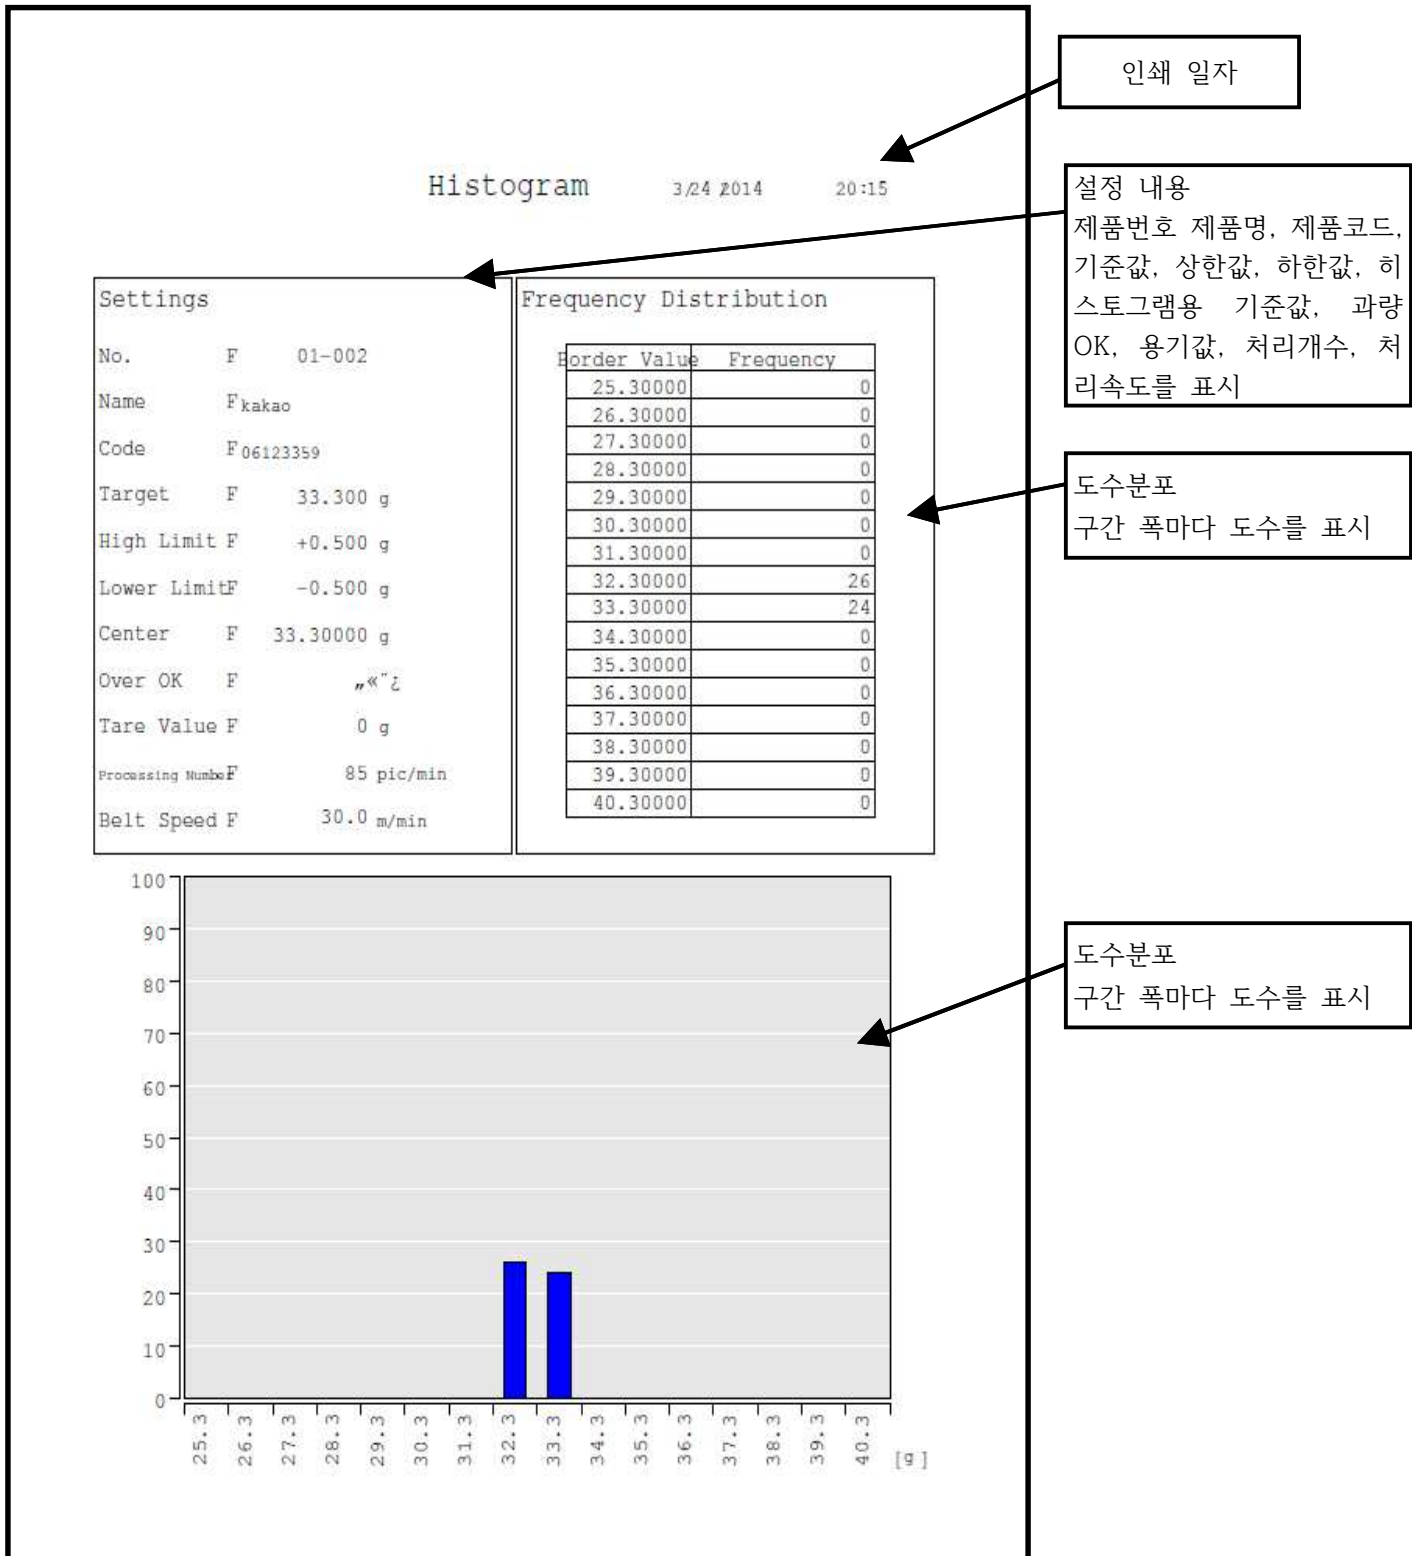 인쇄 일자
Histogram 3/24 2014 20:15
설정 내용
제품번호 제품명, 제품코드,
기준값, 상한값, 하한값, 히
스토그램용 기준값, 과량
OK, 용기값, 처리개수, 처
리속도를 표시
Settings
No. F 01-002
Name F kakao
Code F 06123359
Target F 33.300 g
High Limit F +0.500 g
Lower LimitF -0.500 g
Center F 33.30000 g
Over OK F „«¨¿
Tare Value F 0 g
Processing NumbeF 85 pic/min
Belt Speed F 30.0 m/min
Frequency Distribution
Border Value Frequency
25.30000 0
26.30000 0
27.30000 0
28.30000 0
29.30000 0
30.30000 0
31.30000 0
32.30000 26
33.30000 24
34.30000 0
35.30000 0
36.30000 0
37.30000 0
38.30000 0
39.30000 0
40.30000 0
도수분포
구간 폭마다 도수를 표시
100
90
80
70
60
50
40
30
20
10
0
25.3 26.3 27.3 28.3 29.3 30.3 31.3 32.3 33.3 34.3 35.3 36.3 37.3 38.3 39.3 40.3 [g]
도수분포
구간 폭마다 도수를 표시